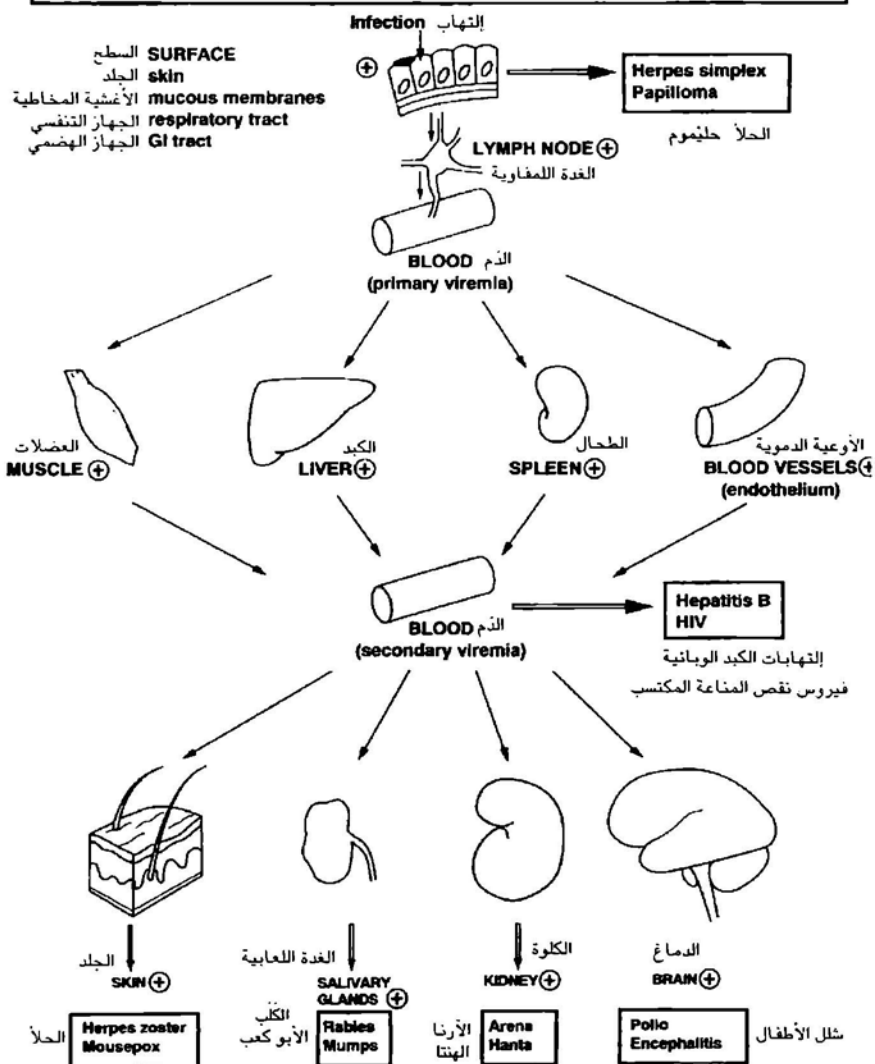 Infection إلتهاب
السطح SURFACE
الجلد skin
الأغشية المخاطية mucous membranes
الجهاز التنفسي respiratory tract
الجهاز الهضمي GI tract
Herpes simplex
Papilloma
الحلأ حليموم
LYMPH NODE
الغدة اللمفاوية
BLOOD الدم
(primary viremia)
العضلات
MUSCLE
الكبد
LIVER
الطحال
SPLEEN
الأوعية الدموية
BLOOD VESSELS
(endothelium)
BLOOD الدم
(secondary viremia)
Hepatitis B
HIV
إلتهابات الكبد الوبائية
فيروس نقص المناعة المكتسب
الجلد
SKIN
الحلأ
Herpes zoster
Mousepox
الغدة اللعابية
SALIVARY
GLANDS
الكَلَب
الأبو كعب
Rabies
Mumps
الكلوة
KIDNEY
الأرنا
الهنتا
Arena
Hanta
الدماغ
BRAIN
Polio
Encephalitis
شلل الأطفال